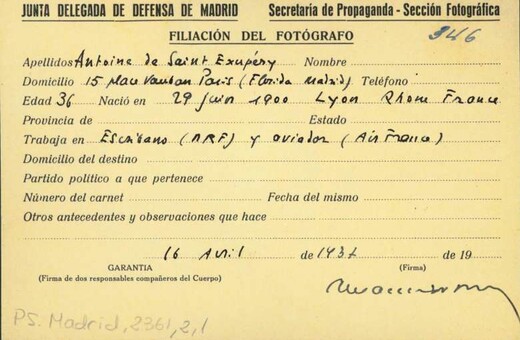 JUNTA DELEGADA DE DEFENSA DE MADRID Secretaria de Propaganda - Sección Fotográfica
FILIACIÓN DEL FOTÓGRAFO 346
Apellidos Antoine de Saint Exupéry Nombre
Domicilio 15 place Vauban Paris (Florida Madrid) Teléfono
Edad 36 Nació en 29 juin 1900 Lyon Rhone France
Provincia de Estado
Trabaja en Escribano (NRF) y aviador (Air France)
Domicilio del destino
Partido político a que pertenece
Número del carnet Fecha del mismo
Otros antecedentes y observaciones que hace
16 Avril de 1937 de 19
GARANTIA (Firma)
(Firma de dos responsables compañeros del Cuerpo)
PS. Madrid, 2361, 2, 1